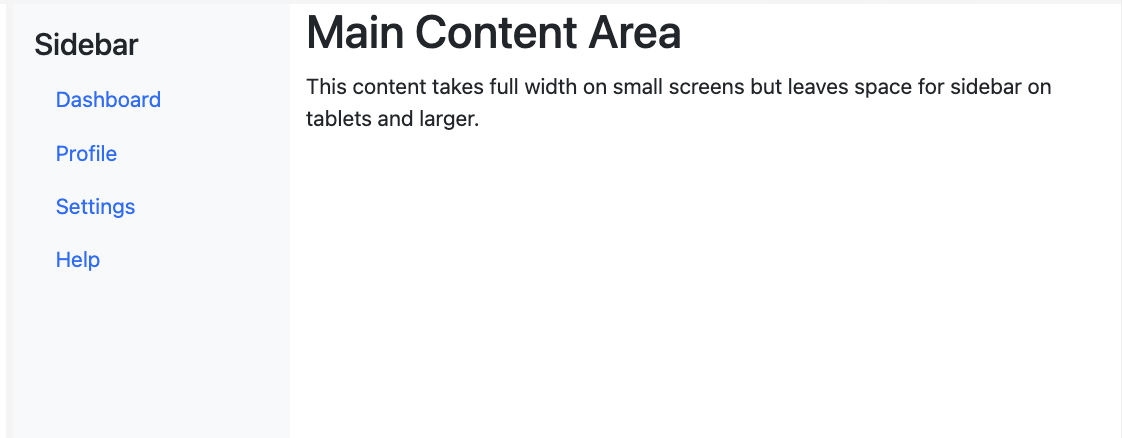 Sidebar
Dashboard
Profile
Settings
Help
Main Content Area
This content takes full width on small screens but leaves space for sidebar on
tablets and larger.